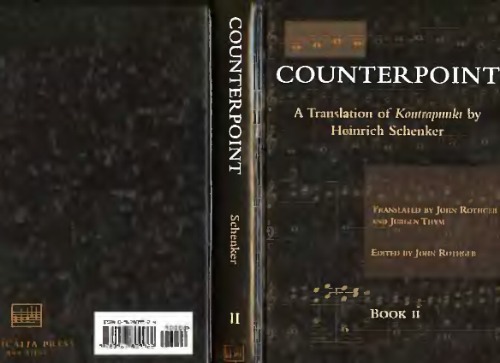 COUNTERPOINT
A Translation of Kontrapunkt by
Heinrich Schenker
TRANSLATED BY JOHN ROTHGEB
AND JÜRGEN THYM
EDITED BY JOHN ROTHGEB
BOOK II
COUNTERPOINT
Schenker
II
PRESS